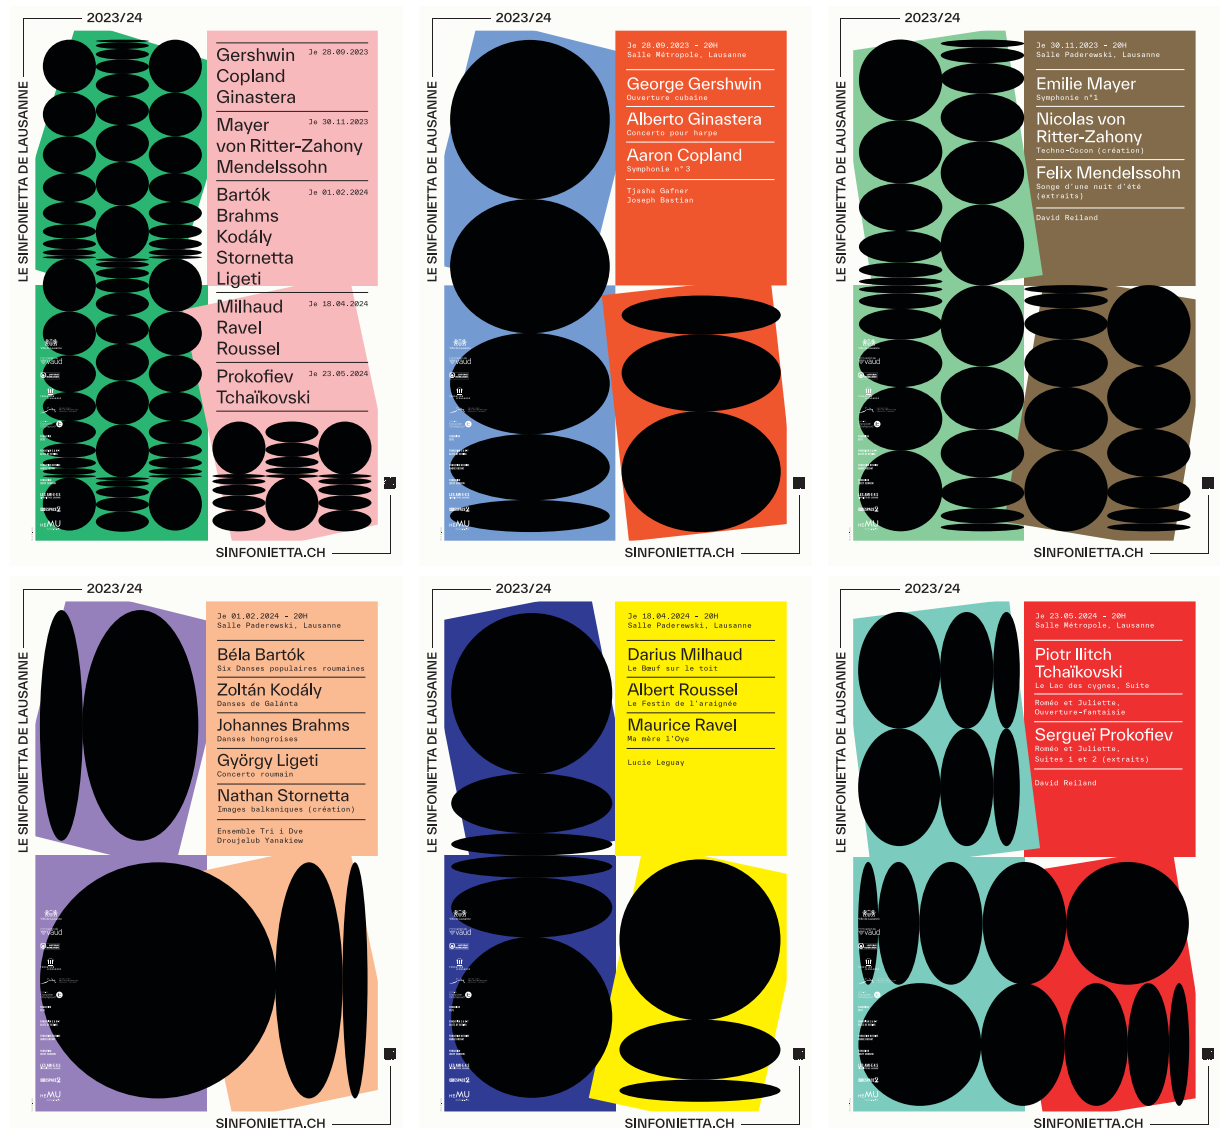 2023/24
LE SINFONIETTA DE LAUSANNE
Gershwin
Je 28.09.2023
Copland
Ginastera
Mayer
Je 30.11.2023
von Ritter-Zahony
Mendelssohn
Bartók
Je 01.02.2024
Brahms
Kodály
Stornetta
Ligeti
Milhaud
Je 18.04.2024
Ravel
Roussel
Prokofiev
Je 23.05.2024
Tchaïkovski
vaud
HEMU
SINFONIETTA.CH
2023/24
LE SINFONIETTA DE LAUSANNE
Je 28.09.2023 – 20H
Salle Métropole, Lausanne
George Gershwin
Ouverture cubaine
Alberto Ginastera
Concerto pour harpe
Aaron Copland
Symphonie n°3
Tjasha Gafner
Joseph Bastian
vaud
HEMU
SINFONIETTA.CH
2023/24
LE SINFONIETTA DE LAUSANNE
Je 30.11.2023 – 20H
Salle Paderewski, Lausanne
Emilie Mayer
Symphonie n°1
Nicolas von
Ritter-Zahony
Techno-Cocon (création)
Felix Mendelssohn
Songe d'une nuit d'été
(extraits)
David Reiland
vaud
HEMU
SINFONIETTA.CH
2023/24
LE SINFONIETTA DE LAUSANNE
Je 01.02.2024 – 20H
Salle Paderewski, Lausanne
Béla Bartók
Six Danses populaires roumaines
Zoltán Kodály
Danses de Galánta
Johannes Brahms
Danses hongroises
György Ligeti
Concerto roumain
Nathan Stornetta
Images balkaniques (création)
Ensemble Tri i Dve
Droujelub Yanakiew
vaud
HEMU
SINFONIETTA.CH
2023/24
LE SINFONIETTA DE LAUSANNE
Je 18.04.2024 – 20H
Salle Paderewski, Lausanne
Darius Milhaud
Le Bœuf sur le toit
Albert Roussel
Le Festin de l'araignée
Maurice Ravel
Ma mère l'Oye
Lucie Leguay
vaud
HEMU
SINFONIETTA.CH
2023/24
LE SINFONIETTA DE LAUSANNE
Je 23.05.2024 – 20H
Salle Métropole, Lausanne
Piotr Ilitch
Tchaïkovski
Le Lac des cygnes, Suite
Roméo et Juliette,
Ouverture-fantaisie
Sergueï Prokofiev
Roméo et Juliette,
Suites 1 et 2 (extraits)
David Reiland
vaud
HEMU
SINFONIETTA.CH